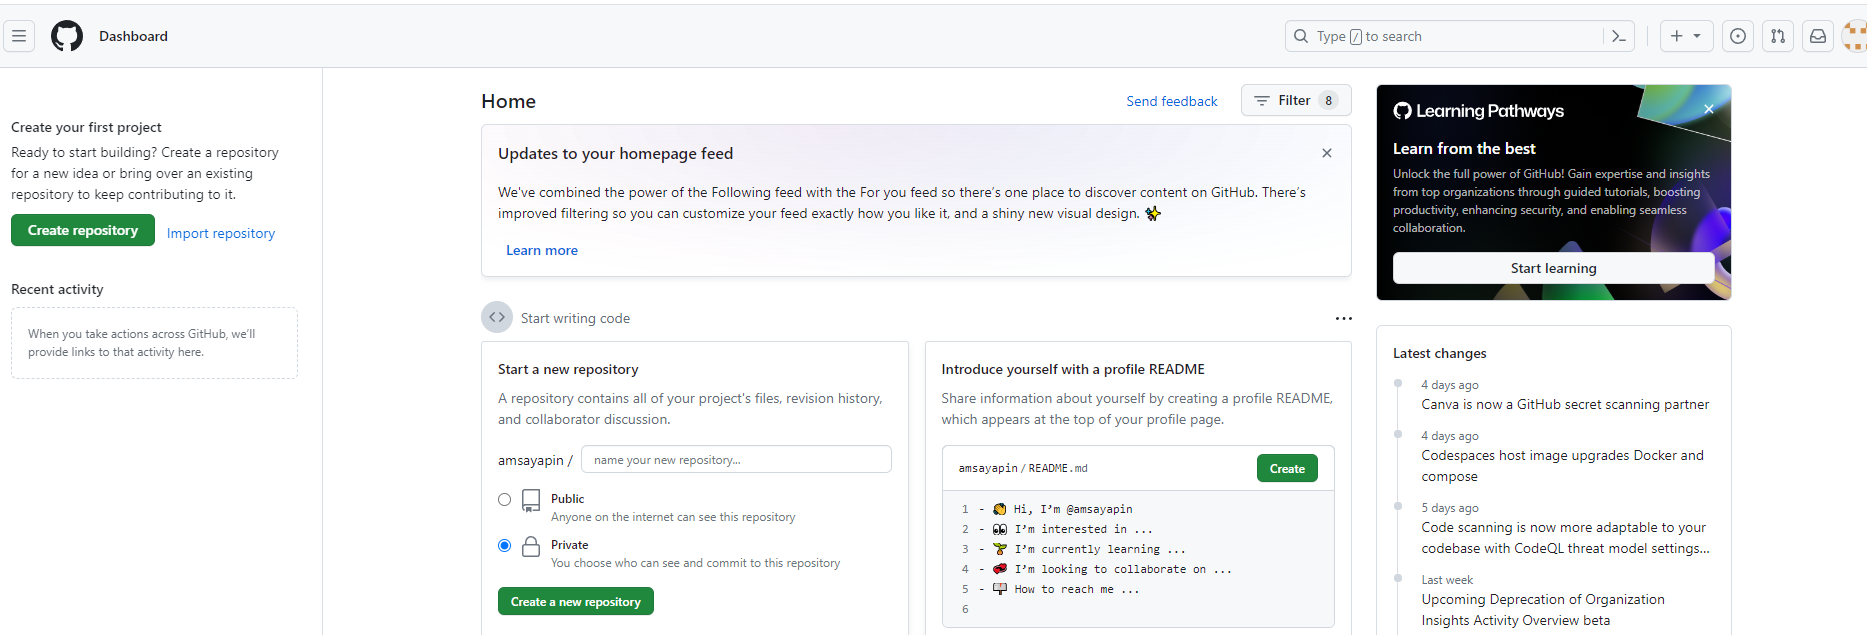 Dashboard
Type / to search
Create your first project
Ready to start building? Create a repository
for a new idea or bring over an existing
repository to keep contributing to it.
Create repository
Import repository
Recent activity
When you take actions across GitHub, we'll
provide links to that activity here.
Home
Send feedback
Filter 8
Updates to your homepage feed
We've combined the power of the Following feed with the For you feed so there's one place to discover content on GitHub. There's
improved filtering so you can customize your feed exactly how you like it, and a shiny new visual design. ✨
Learn more
Start writing code
Start a new repository
A repository contains all of your project's files, revision history,
and collaborator discussion.
amsayapin / name your new repository...
Public
Anyone on the internet can see this repository
Private
You choose who can see and commit to this repository
Create a new repository
Introduce yourself with a profile README
Share information about yourself by creating a profile README,
which appears at the top of your profile page.
amsayapin / README.md
Create
1 - 👋 Hi, I'm @amsayapin
2 - 👀 I'm interested in ...
3 - 🌱 I'm currently learning ...
4 - 💞️ I'm looking to collaborate on ...
5 - 📫 How to reach me ...
6
Learning Pathways
Learn from the best
Unlock the full power of GitHub! Gain expertise and insights
from top organizations through guided tutorials, boosting
productivity, enhancing security, and enabling seamless
collaboration.
Start learning
Latest changes
4 days ago
Canva is now a GitHub secret scanning partner
4 days ago
Codespaces host image upgrades Docker and
compose
5 days ago
Code scanning is now more adaptable to your
codebase with CodeQL threat model settings...
Last week
Upcoming Deprecation of Organization
Insights Activity Overview beta